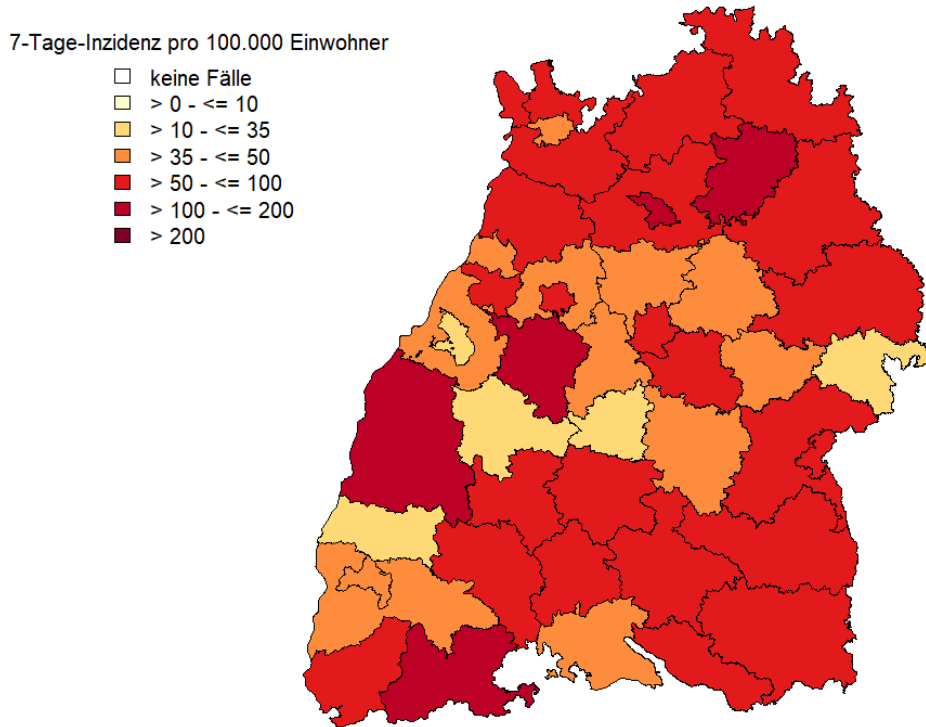 7-Tage-Inzidenz pro 100.000 Einwohner
keine Fälle
> 0 - <= 10
> 10 - <= 35
> 35 - <= 50
> 50 - <= 100
> 100 - <= 200
> 200